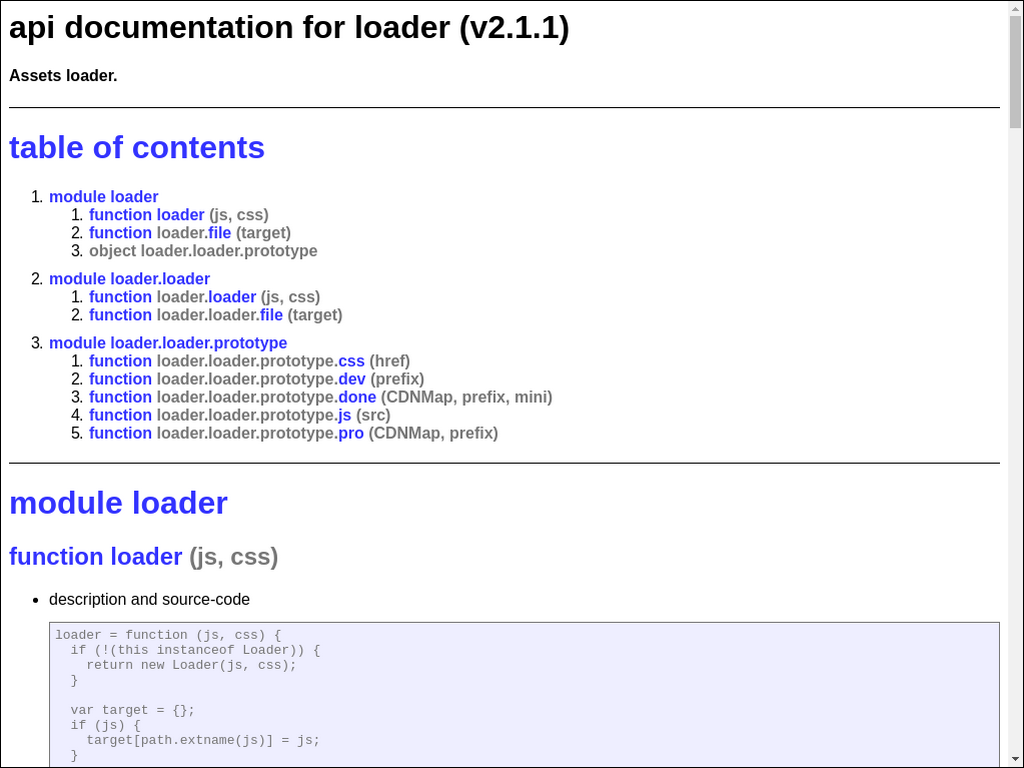 api documentation for loader (v2.1.1)
Assets loader.
table of contents
1. module loader
1. function loader (js, css)
2. function loader.file (target)
3. object loader.loader.prototype
2. module loader.loader
1. function loader.loader (js, css)
2. function loader.loader.file (target)
3. module loader.loader.prototype
1. function loader.loader.prototype.css (href)
2. function loader.loader.prototype.dev (prefix)
3. function loader.loader.prototype.done (CDNMap, prefix, mini)
4. function loader.loader.prototype.js (src)
5. function loader.loader.prototype.pro (CDNMap, prefix)
module loader
function loader (js, css)
• description and source-code
loader = function (js, css) {
  if (!(this instanceof Loader)) {
    return new Loader(js, css);
  }
  var target = {};
  if (js) {
    target[path.extname(js)] = js;
  }